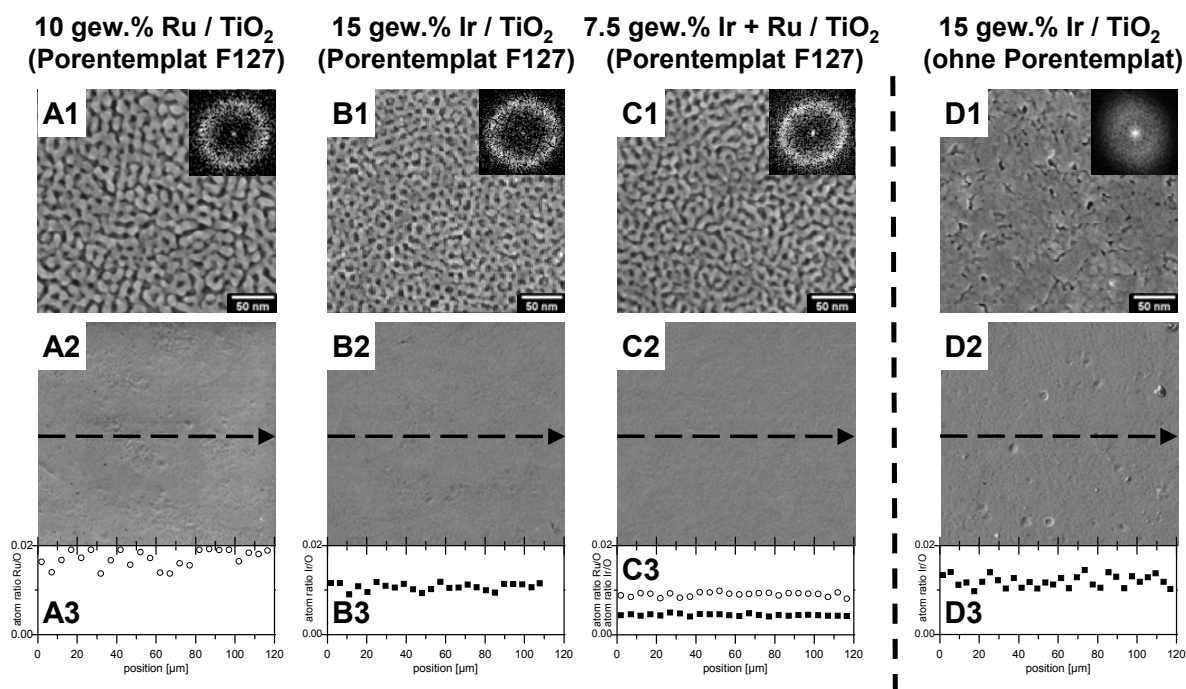 10 gew.% Ru / TiO₂
(Porentemplat F127)
15 gew.% Ir / TiO₂
(Porentemplat F127)
7.5 gew.% Ir + Ru / TiO₂
(Porentemplat F127)
15 gew.% Ir / TiO₂
(ohne Porentemplat)
A1
50 nm
B1
50 nm
C1
50 nm
D1
50 nm
A2
B2
C2
D2
atom ratio Ru/O
0.02
0.00
A3
0 20 40 60 80 100 120
position [µm]
atom ratio Ir/O
0.02
0.00
B3
0 20 40 60 80 100 120
position [µm]
atom ratio Ru/O
atom ratio Ir/O
0.02
0.00
C3
0 20 40 60 80 100 120
position [µm]
atom ratio Ir/O
0.02
0.00
D3
0 20 40 60 80 100 120
position [µm]